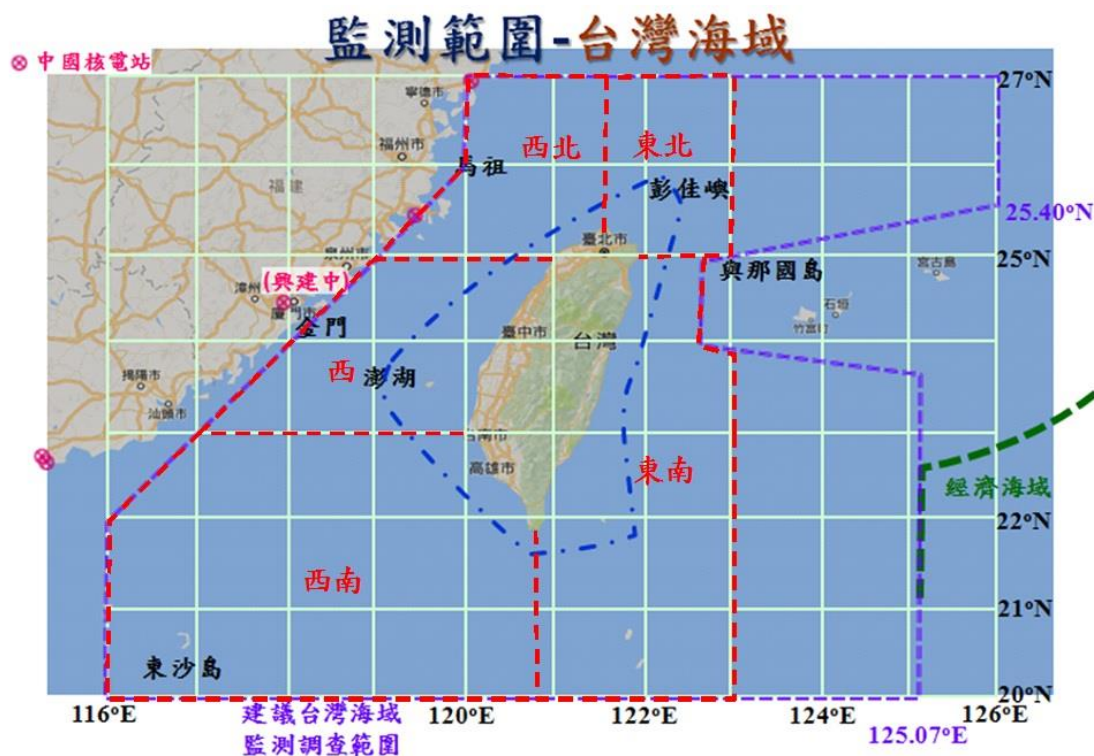 監測範圍-台灣海域
中國核電站
27°N
寧德市
西北
東北
福州市
馬祖
福建
彭佳嶼
25.40°N
臺北市
泉州市
25°N
與那國島
宮古島
(興建中)
漳州
石垣
廈門市
金門
竹富町
臺中市
台灣
西
澎湖
揭陽市
汕頭市
台南市
高雄市
東南
經濟海域
22°N
西南
21°N
東沙島
20°N
116°E
建議台灣海域
監測調查範圍
120°E
122°E
124°E
126°E
125.07°E